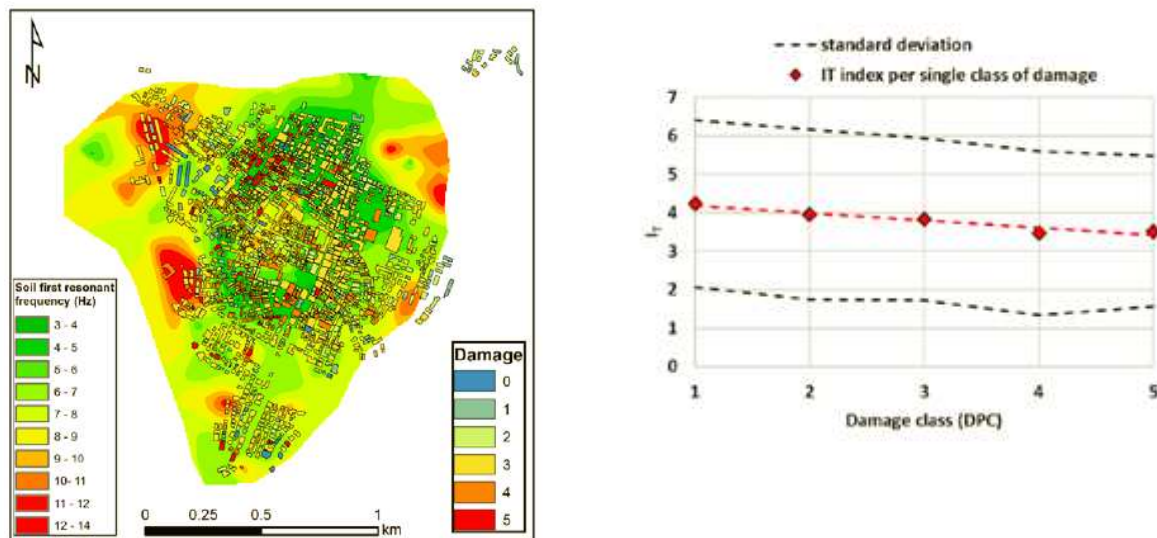 N
Soil first resonant
frequency (Hz)
3 - 4
4 - 5
5 - 6
6 - 7
7 - 8
8 - 9
9 - 10
10- 11
11 - 12
12 - 14
Damage
0
1
2
3
4
5
0 0.25 0.5 1
km
standard deviation
IT index per single class of damage
7
6
5
4
3
2
1
0
IT
1 2 3 4 5
Damage class (DPC)